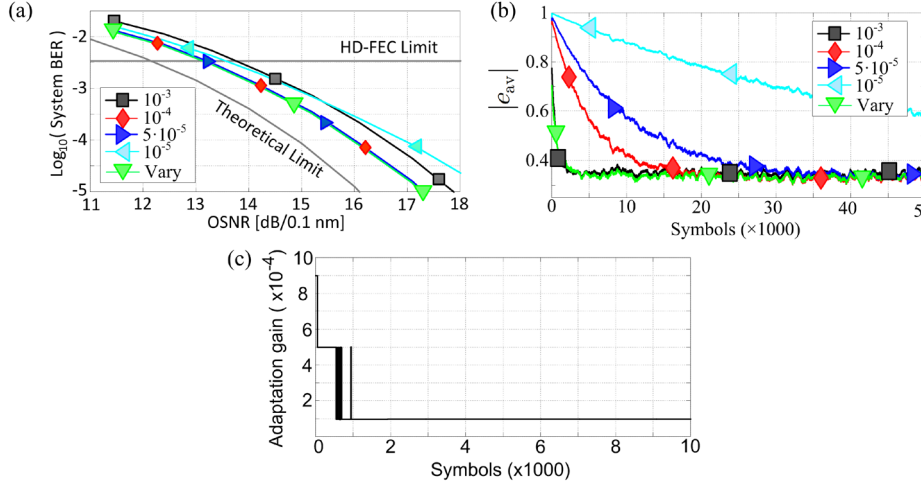 (a)
Log10( System BER)
-2
-3
-4
-5
HD-FEC Limit
Theoretical Limit
10-3
10-4
5·10-5
10-5
Vary
11 12 13 14 15 16 17 18
OSNR [dB/0.1 nm]
(b)
|eav|
1
0.8
0.6
0.4
10-3
10-4
5·10-5
10-5
Vary
0 10 20 30 40 50
Symbols (×1000)
(c)
Adaptation gain ( x10-4)
10
8
6
4
2
0 2 4 6 8 10
Symbols (x1000)